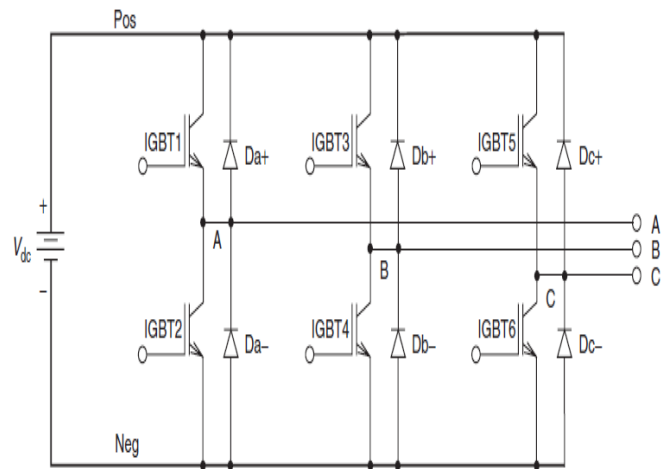 Pos
IGBT1 Da+ IGBT3 Db+ IGBT5 Dc+
+
A
A
B
B
Vdc
C
C
−
IGBT2 Da− IGBT4 Db− IGBT6 Dc−
Neg